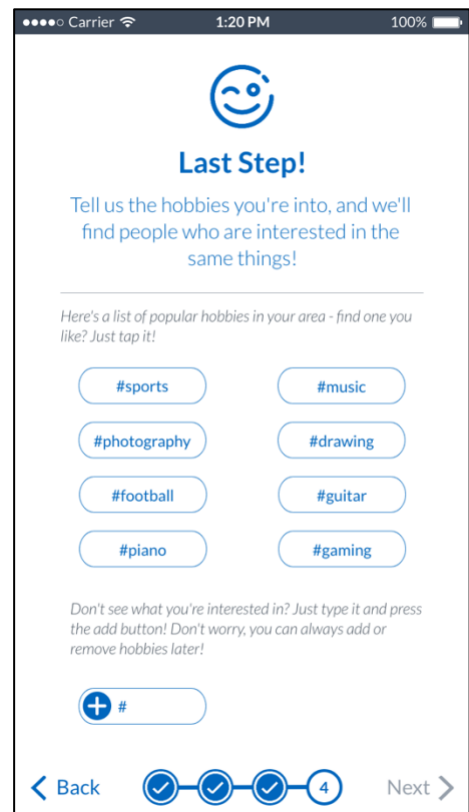 Carrier 1:20 PM 100%
Last Step!
Tell us the hobbies you're into, and we'll
find people who are interested in the
same things!
Here's a list of popular hobbies in your area - find one you
like? Just tap it!
#sports #music
#photography #drawing
#football #guitar
#piano #gaming
Don't see what you're interested in? Just type it and press
the add button! Don't worry, you can always add or
remove hobbies later!
#
Back 4 Next